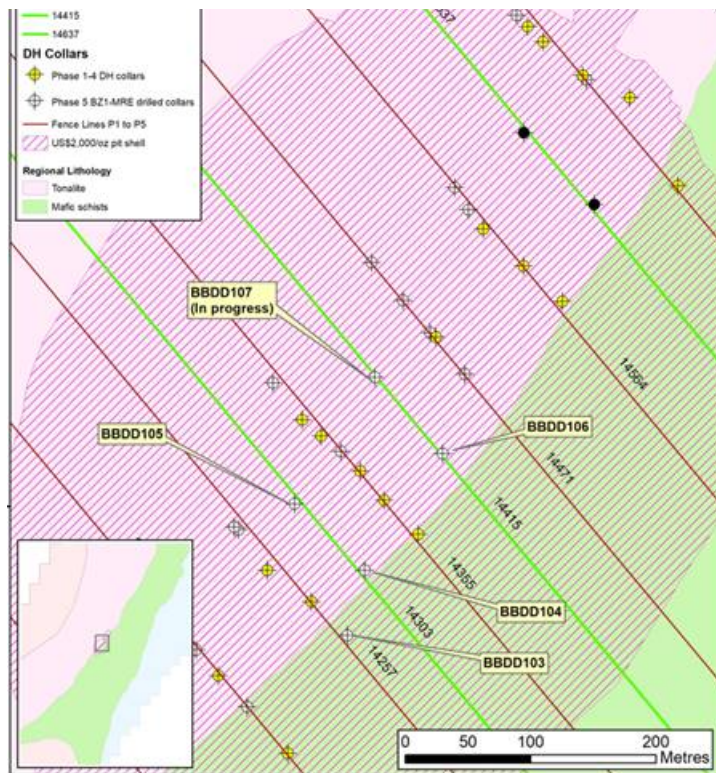 14415
14637
DH Collars
Phase 1-4 DH collars
Phase 5 BZ1-MRE drilled collars
Fence Lines P1 to P5
US$2,000/oz pit shell
Regional Lithology
Tonalite
Mafic schists
BBDD107
(In progress)
14564
BBDD105
BBDD106
14471
14415
14355
BBDD104
14303
BBDD103
14257
0 50 100 200
Metres